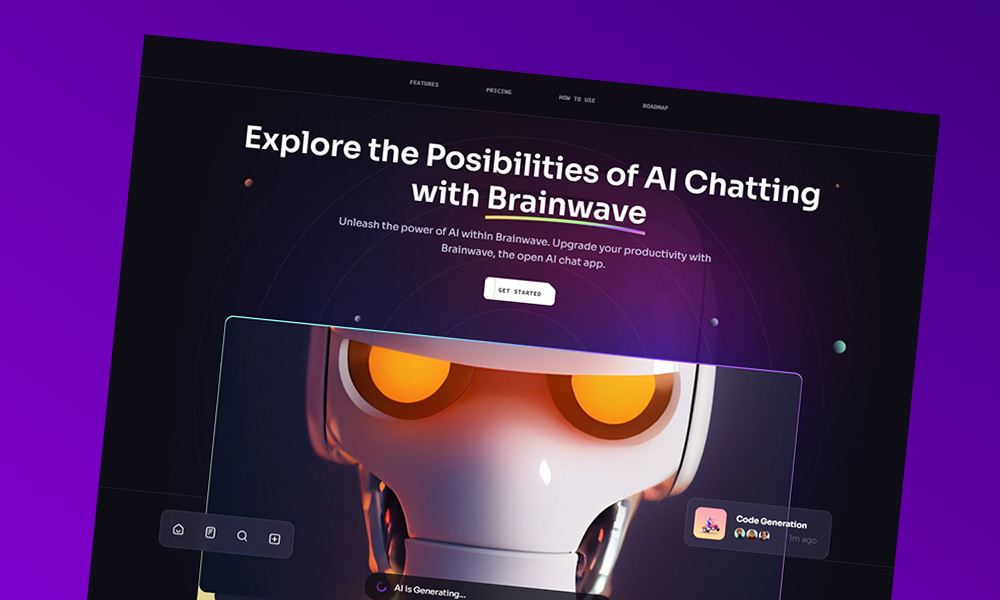 FEATURES
PRICING
HOW TO USE
ROADMAP
Explore the Posibilities of AI Chatting
with Brainwave
Unleash the power of AI within Brainwave. Upgrade your productivity with
Brainwave, the open AI chat app.
GET STARTED
Code Generation
1m ago
AI is Generating...